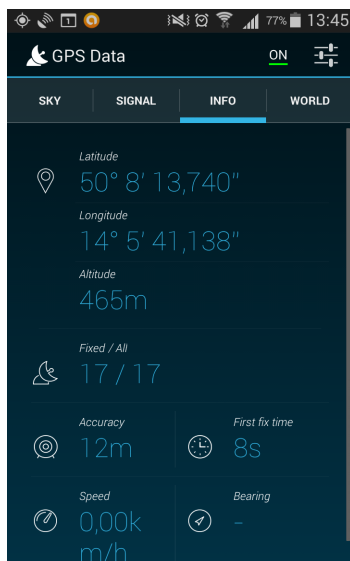 1 77% 13:45
GPS Data ON
SKY SIGNAL INFO WORLD
Latitude
50° 8' 13,740"
Longitude
14° 5' 41,138"
Altitude
465m
Fixed / All
17 / 17
Accuracy First fix time
12m 8s
Speed Bearing
0,00k -
m/h